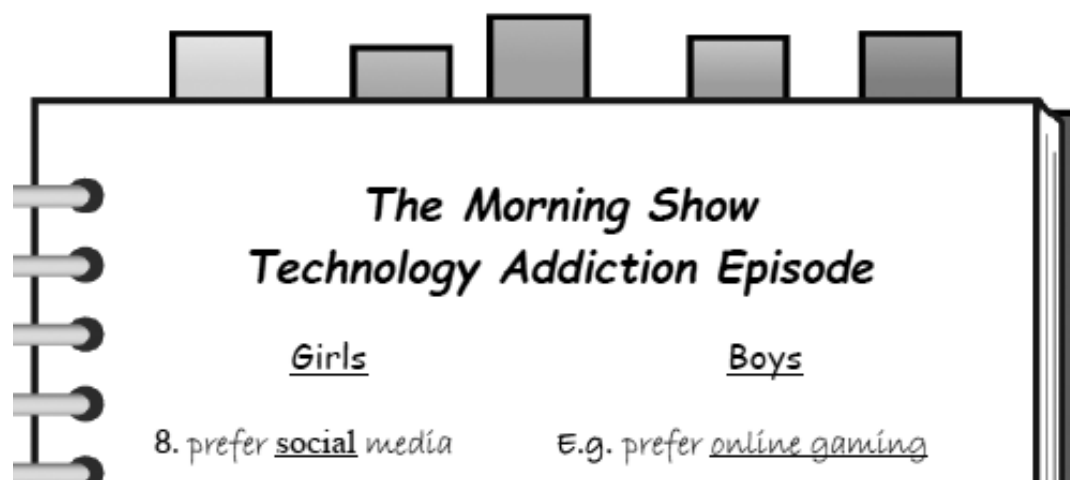 The Morning Show
Technology Addiction Episode
Girls Boys
8. prefer social media E.g. prefer online gaming